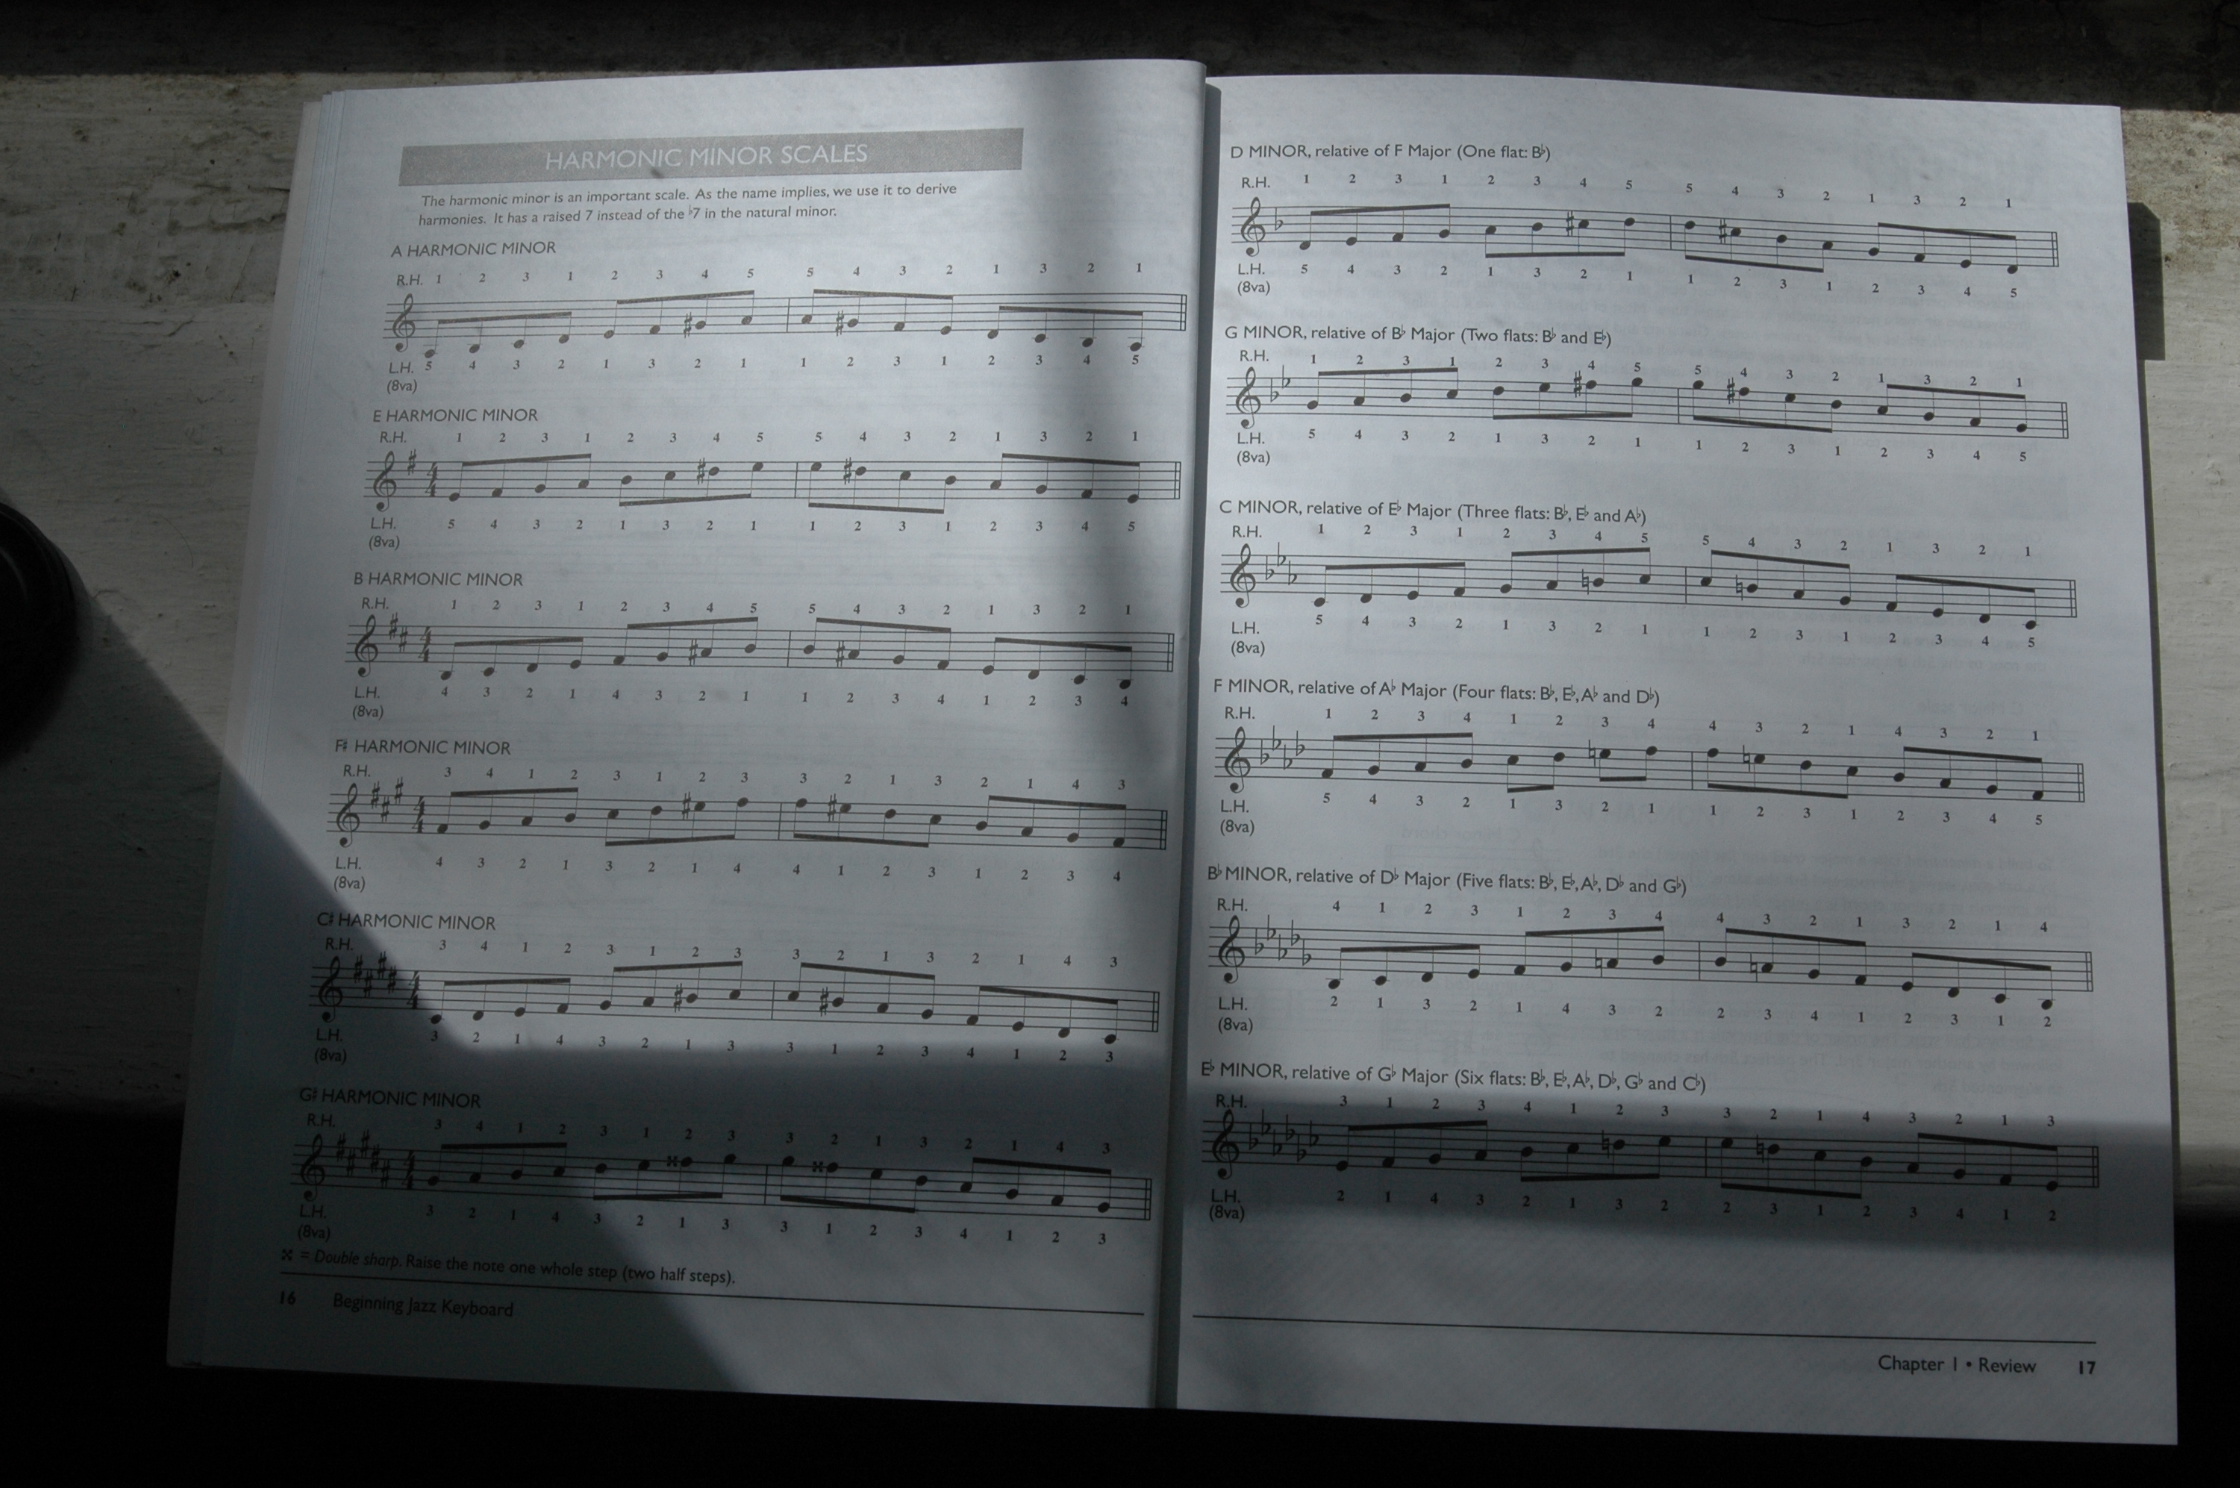 HARMONIC MINOR SCALES
The harmonic minor is an important scale. As the name implies, we use it to derive
harmonies. It has a raised 7 instead of the ♭7 in the natural minor.
A HARMONIC MINOR
R.H. 1 2 3 1 2 3 4 5 5 4 3 2 1 3 2 1
L.H. 5 4 3 2 1 3 2 1 1 2 3 1 2 3 4 5
(8va)
E HARMONIC MINOR
R.H. 1 2 3 1 2 3 4 5 5 4 3 2 1 3 2 1
L.H. 5 4 3 2 1 3 2 1 1 2 3 1 2 3 4 5
(8va)
B HARMONIC MINOR
R.H. 1 2 3 1 2 3 4 5 5 4 3 2 1 3 2 1
L.H. 4 3 2 1 4 3 2 1 1 2 3 4 1 2 3 4
(8va)
F♯ HARMONIC MINOR
R.H. 3 4 1 2 3 1 2 3 3 2 1 3 2 1 4 3
L.H. 4 3 2 1 3 2 1 4 4 1 2 3 1 2 3 4
(8va)
C♯ HARMONIC MINOR
R.H. 3 4 1 2 3 1 2 3 3 2 1 3 2 1 4 3
L.H. 3 2 1 4 3 2 1 3 3 1 2 3 4 1 2 3
(8va)
G♯ HARMONIC MINOR
R.H. 3 4 1 2 3 1 2 3 3 2 1 3 2 1 4 3
L.H. 3 2 1 4 3 2 1 3 3 1 2 3 4 1 2 3
(8va)
𝄪 = Double sharp. Raise the note one whole step (two half steps).
16 Beginning Jazz Keyboard
D MINOR, relative of F Major (One flat: B♭)
R.H. 1 2 3 1 2 3 4 5 5 4 3 2 1 3 2 1
L.H. 5 4 3 2 1 3 2 1 1 2 3 1 2 3 4 5
(8va)
G MINOR, relative of B♭ Major (Two flats: B♭ and E♭)
R.H. 1 2 3 1 2 3 4 5 5 4 3 2 1 3 2 1
L.H. 5 4 3 2 1 3 2 1 1 2 3 1 2 3 4 5
(8va)
C MINOR, relative of E♭ Major (Three flats: B♭, E♭ and A♭)
R.H. 1 2 3 1 2 3 4 5 5 4 3 2 1 3 2 1
L.H. 5 4 3 2 1 3 2 1 1 2 3 1 2 3 4 5
(8va)
F MINOR, relative of A♭ Major (Four flats: B♭, E♭, A♭ and D♭)
R.H. 1 2 3 4 1 2 3 4 4 3 2 1 4 3 2 1
L.H. 5 4 3 2 1 3 2 1 1 2 3 1 2 3 4 5
(8va)
B♭ MINOR, relative of D♭ Major (Five flats: B♭, E♭, A♭, D♭ and G♭)
R.H. 4 1 2 3 1 2 3 4 4 3 2 1 3 2 1 4
L.H. 2 1 3 2 1 4 3 2 2 3 4 1 2 3 1 2
(8va)
E♭ MINOR, relative of G♭ Major (Six flats: B♭, E♭, A♭, D♭, G♭ and C♭)
R.H. 3 1 2 3 4 1 2 3 3 2 1 4 3 2 1 3
L.H. 2 1 4 3 2 1 3 2 2 3 1 2 3 4 1 2
(8va)
Chapter 1 • Review 17